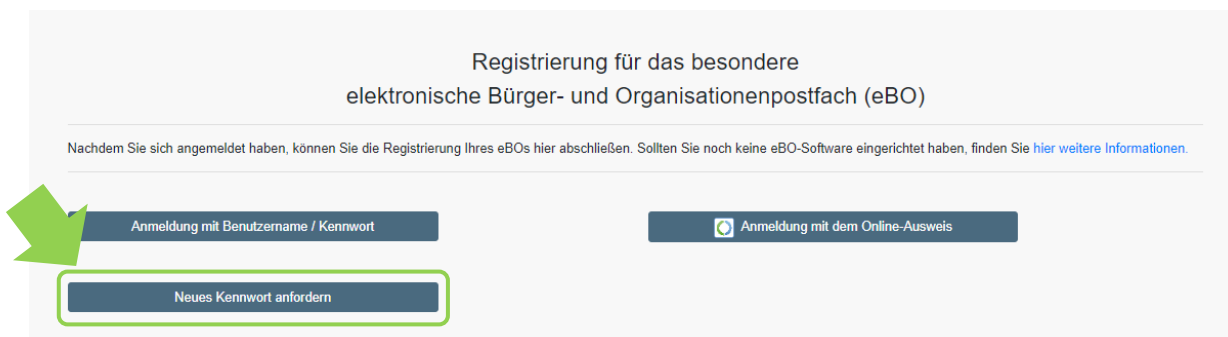 Registrierung für das besondere
elektronische Bürger- und Organisationenpostfach (eBO)
Nachdem Sie sich angemeldet haben, können Sie die Registrierung Ihres eBOs hier abschließen. Sollten Sie noch keine eBO-Software eingerichtet haben, finden Sie hier weitere Informationen.
Anmeldung mit Benutzername / Kennwort
Anmeldung mit dem Online-Ausweis
Neues Kennwort anfordern